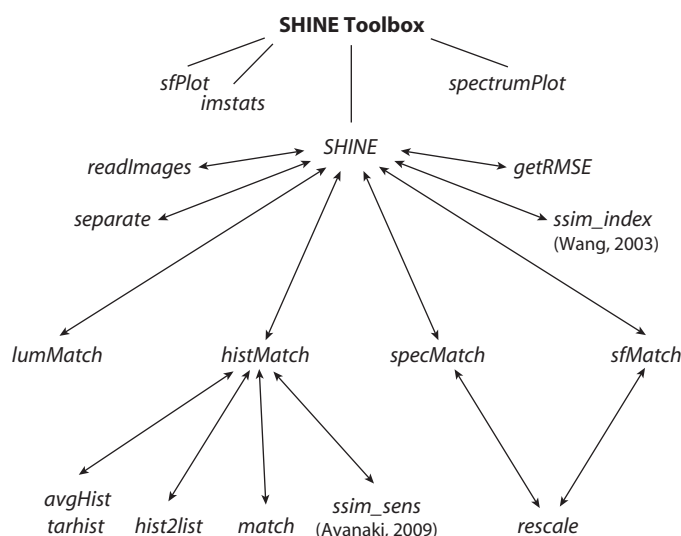 SHINE Toolbox
sfPlot
imstats
spectrumPlot
SHINE
readImages
getRMSE
separate
ssim_index
(Wang, 2003)
lumMatch
histMatch
specMatch
sfMatch
avgHist
tarhist
hist2list
match
ssim_sens
(Avanaki, 2009)
rescale